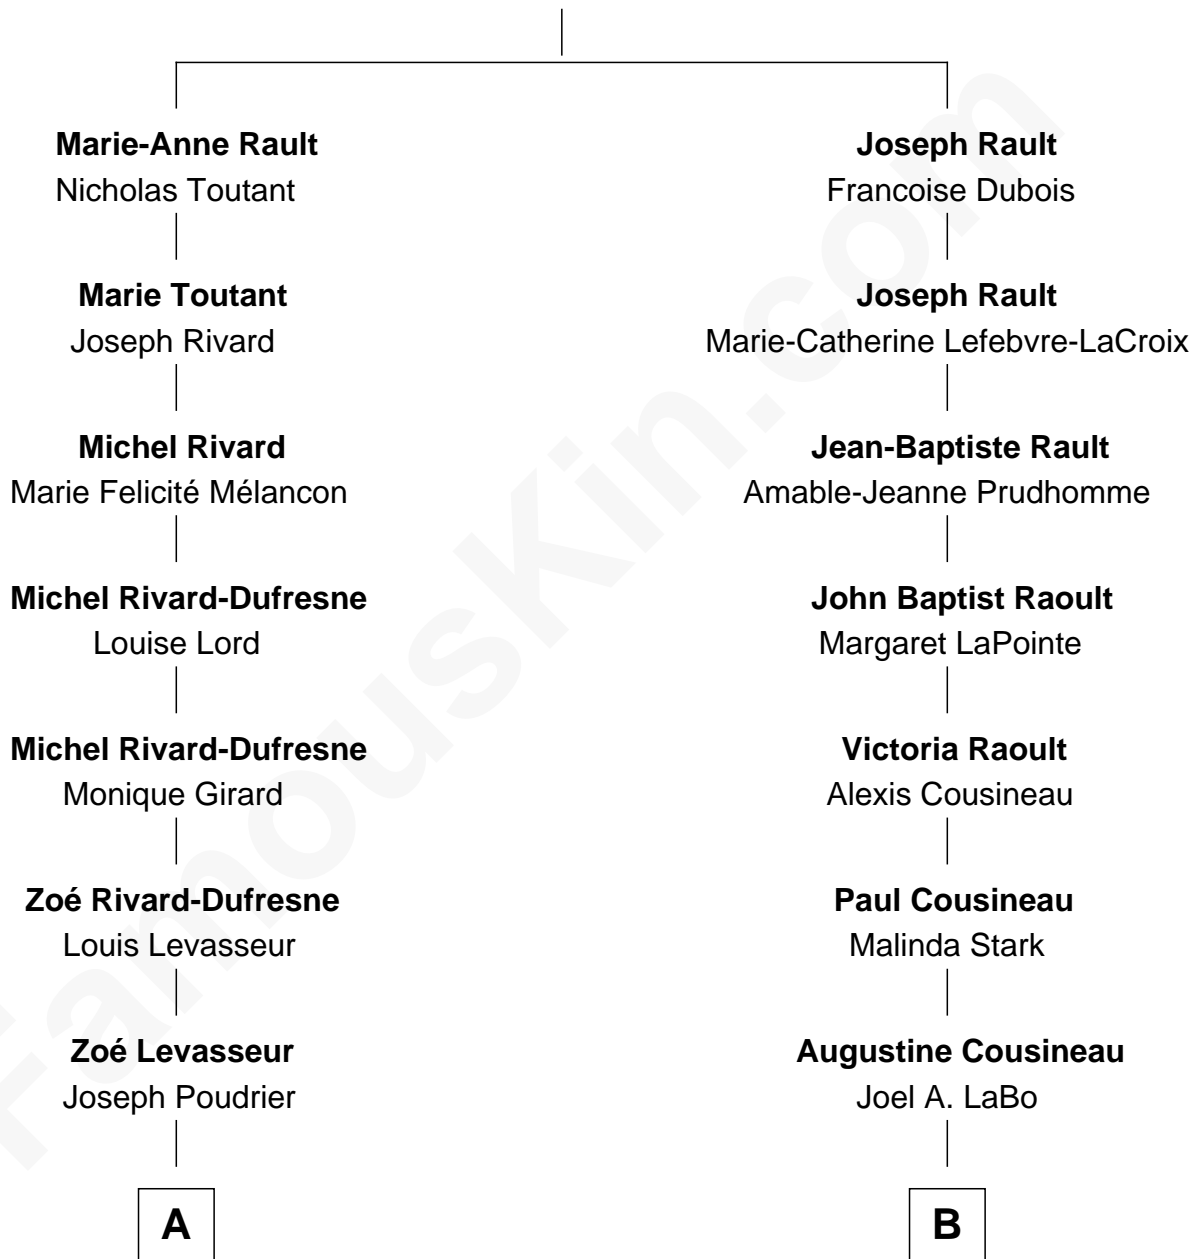 Marie-Anne Rault
Nicholas Toutant
Marie Toutant
Joseph Rivard
Michel Rivard
Marie Felicité Mélancon
Michel Rivard-Dufresne
Louise Lord
Michel Rivard-Dufresne
Monique Girard
Zoé Rivard-Dufresne
Louis Levasseur
Zoé Levasseur
Joseph Poudrier
A
Joseph Rault
Francoise Dubois
Joseph Rault
Marie-Catherine Lefebvre-LaCroix
Jean-Baptiste Rault
Amable-Jeanne Prudhomme
John Baptist Raoult
Margaret LaPointe
Victoria Raoult
Alexis Cousineau
Paul Cousineau
Malinda Stark
Augustine Cousineau
Joel A. LaBo
B
FamousKin.com